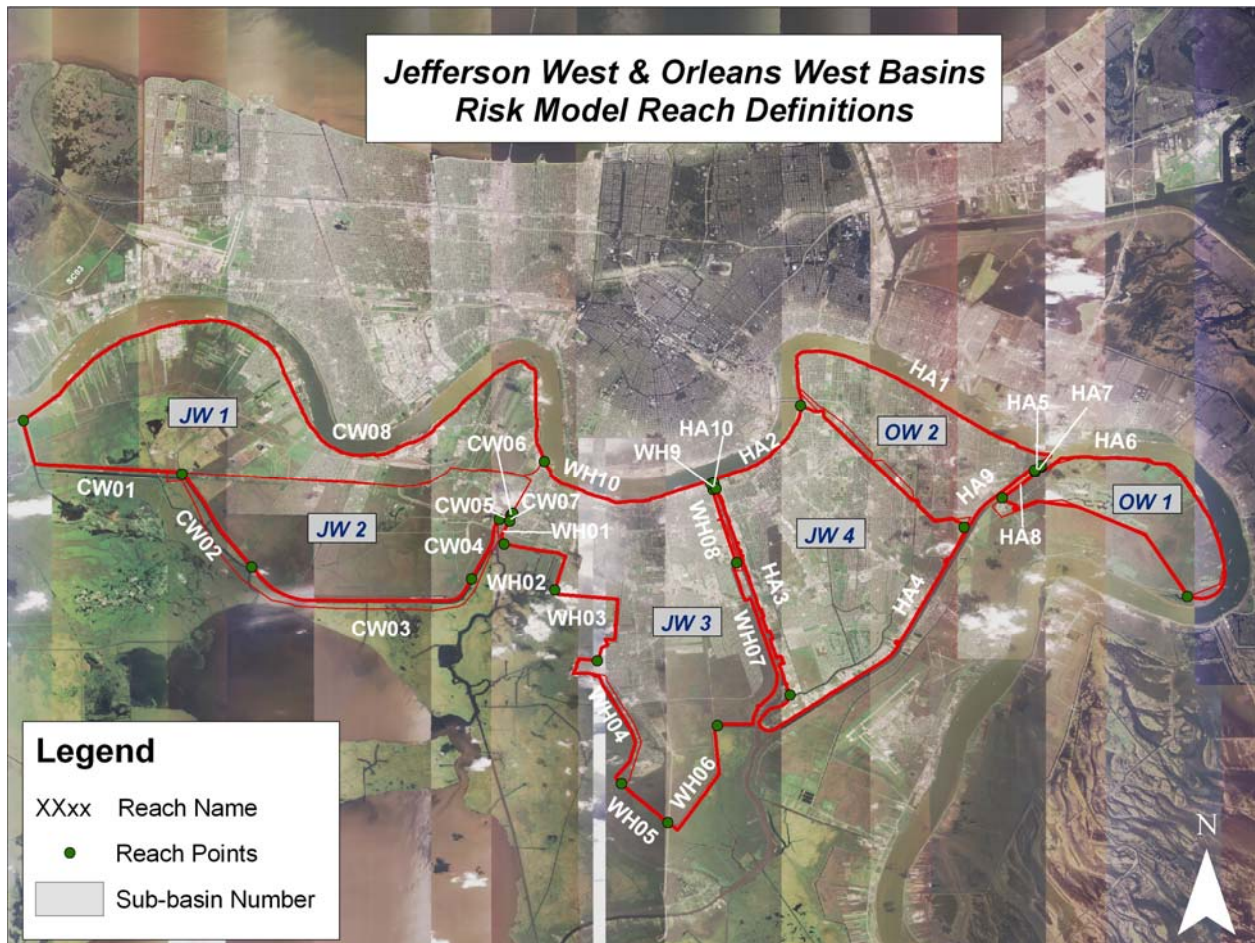 Jefferson West & Orleans West Basins
Risk Model Reach Definitions
SC03
JW 1
CW08
CW01
CW02
JW 2
CW03
CW04
CW05
CW06
CW07
WH01
WH02
WH03
WH04
WH05
WH06
WH07
WH08
WH9
WH10
HA10
HA2
HA3
JW 3
JW 4
HA4
HA1
OW 2
HA9
HA5
HA7
HA8
HA6
OW 1
Legend
XXxx Reach Name
Reach Points
Sub-basin Number
N